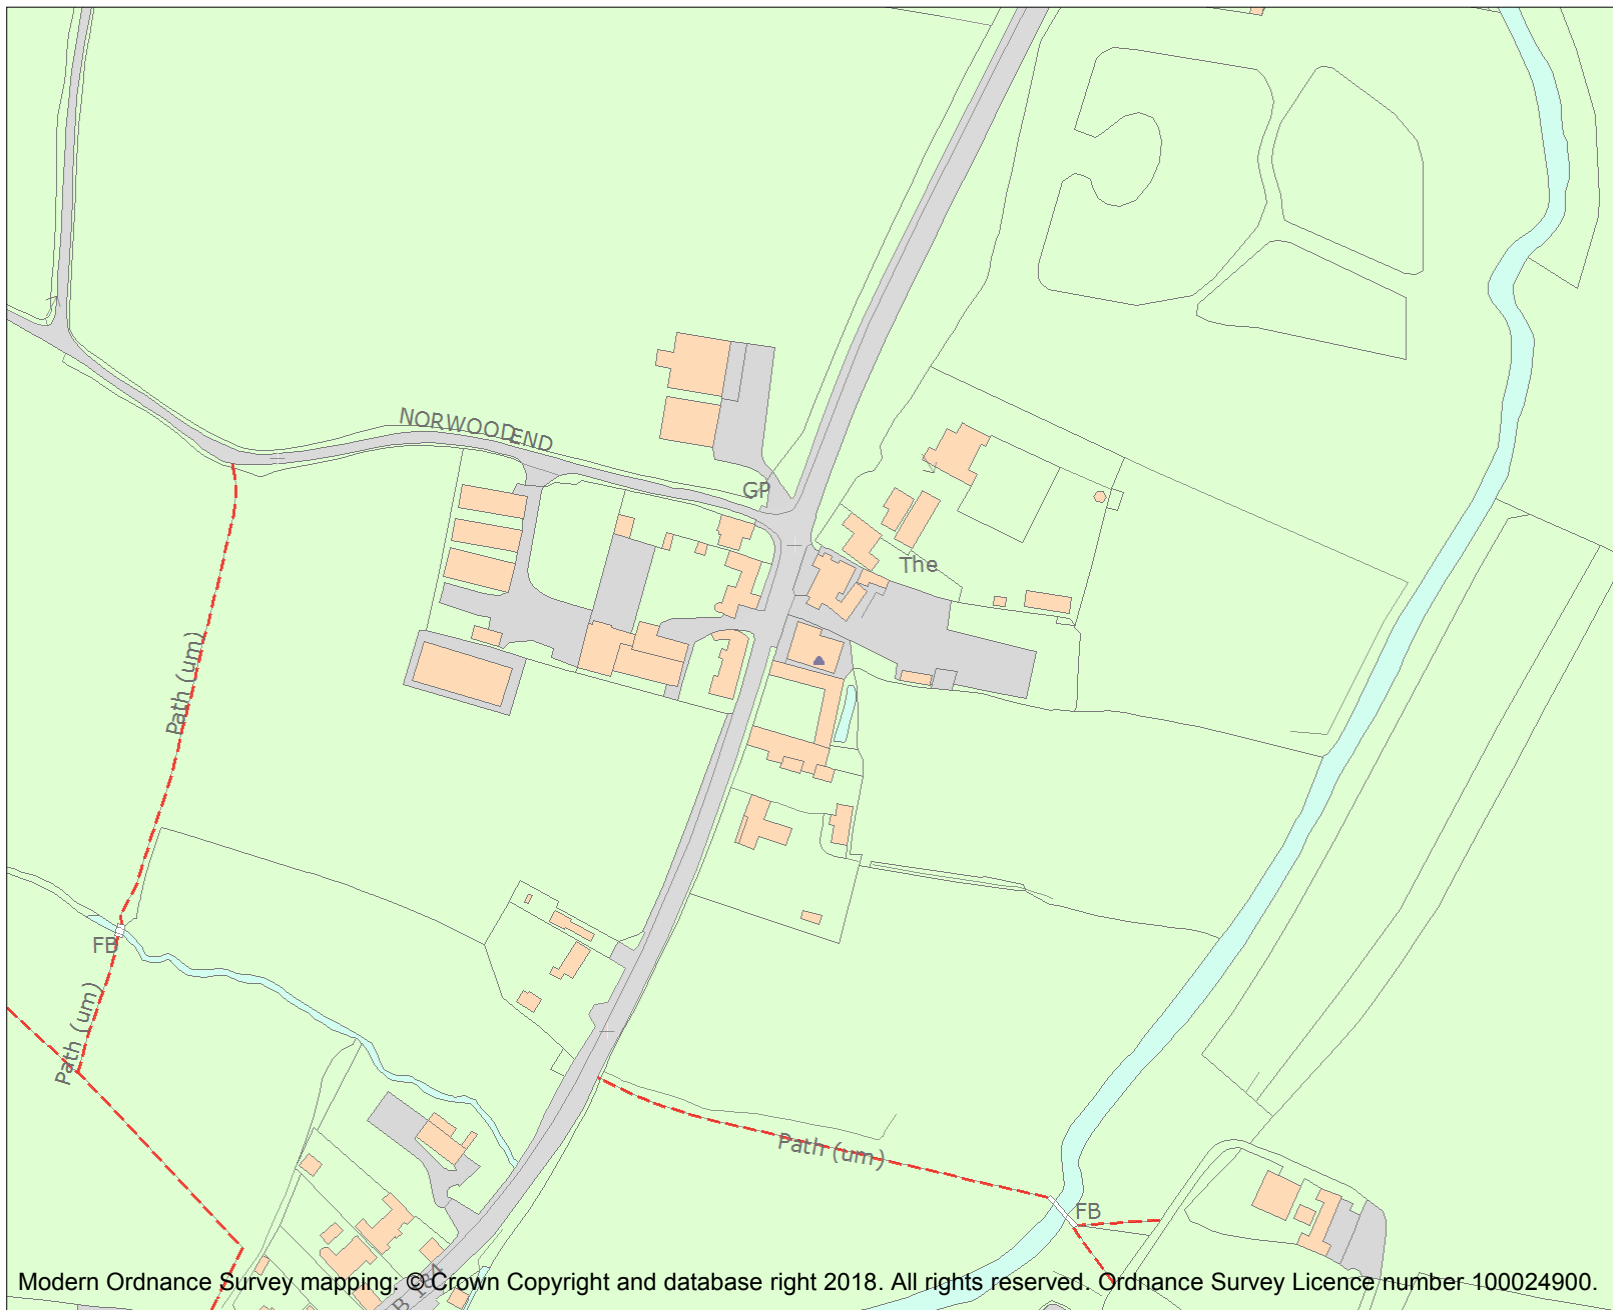 NORWOOD END
GP
The
Path (um)
FB
Path (um)
Path (um)
FB
B 184
Modern Ordnance Survey mapping: © Crown Copyright and database right 2018. All rights reserved. Ordnance Survey Licence number 100024900.